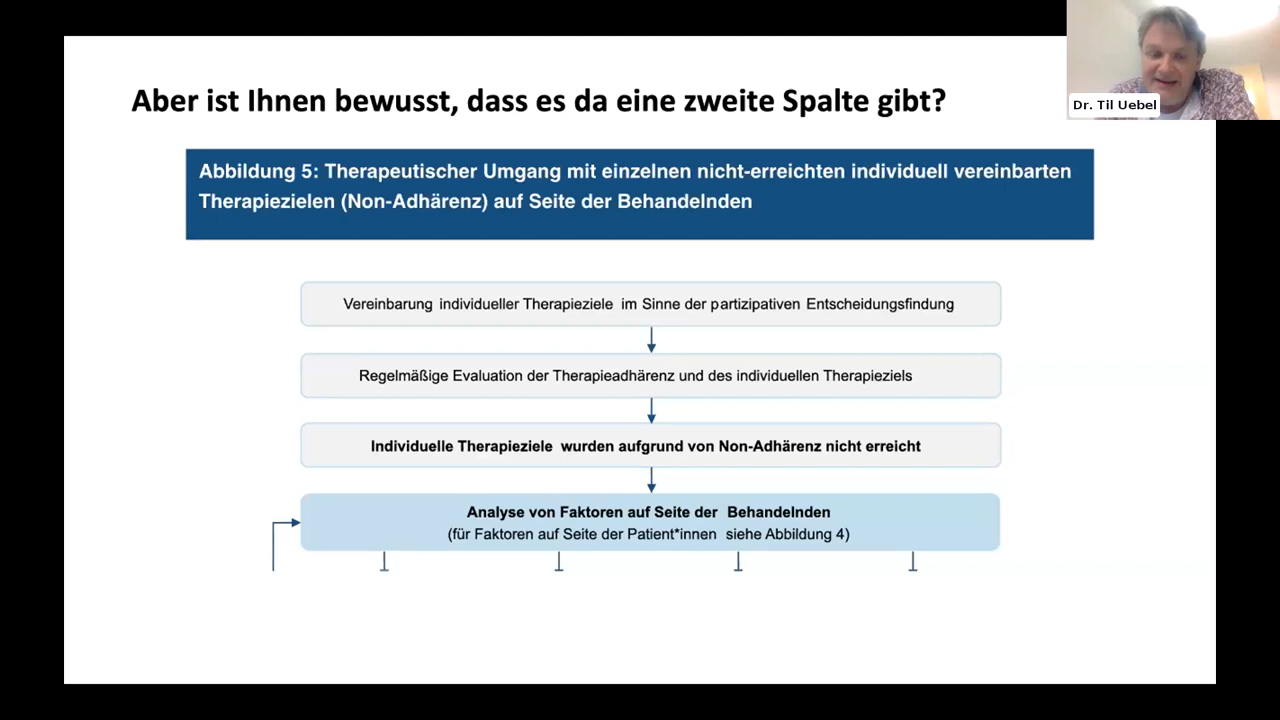 Dr. Til Uebel
Aber ist Ihnen bewusst, dass es da eine zweite Spalte gibt?
Abbildung 5: Therapeutischer Umgang mit einzelnen nicht-erreichten individuell vereinbarten
Therapiezielen (Non-Adhärenz) auf Seite der Behandelnden
Vereinbarung individueller Therapieziele im Sinne der partizipativen Entscheidungsfindung
Regelmäßige Evaluation der Therapieadhärenz und des individuellen Therapieziels
Individuelle Therapieziele wurden aufgrund von Non-Adhärenz nicht erreicht
Analyse von Faktoren auf Seite der Behandelnden
(für Faktoren auf Seite der Patient*innen siehe Abbildung 4)